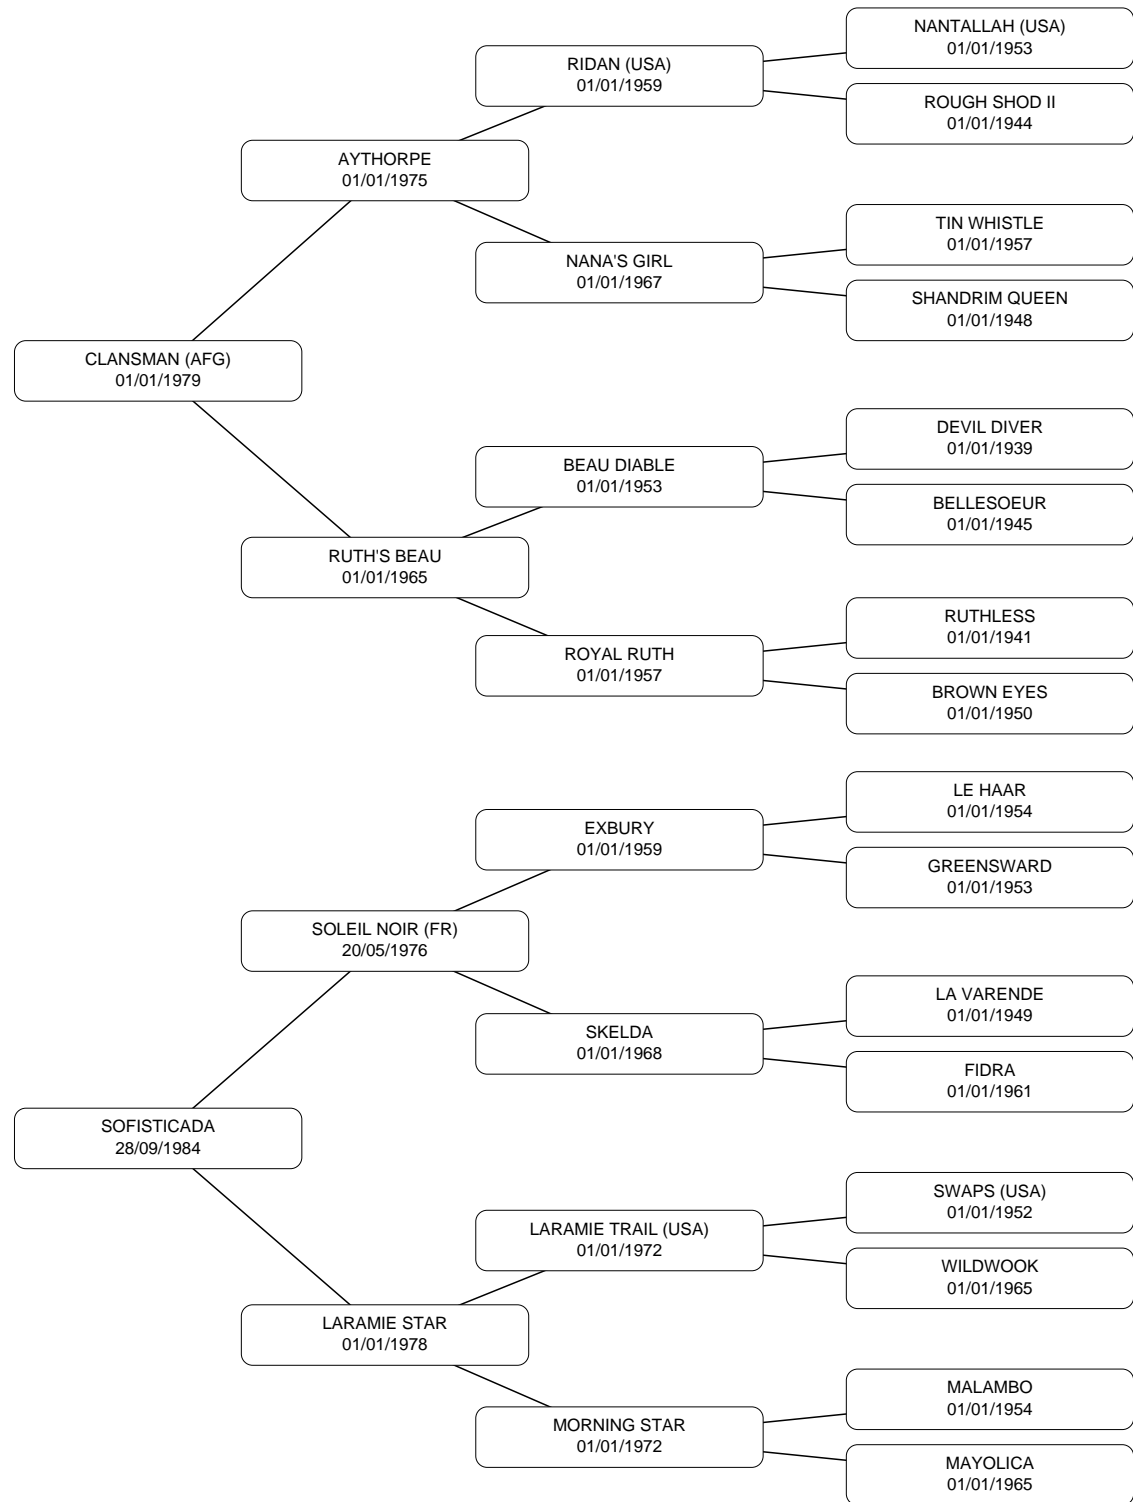 NANTALLAH (USA)
01/01/1953
RIDAN (USA)
01/01/1959
ROUGH SHOD II
01/01/1944
AYTHORPE
01/01/1975
TIN WHISTLE
01/01/1957
NANA'S GIRL
01/01/1967
SHANDRIM QUEEN
01/01/1948
CLANSMAN (AFG)
01/01/1979
DEVIL DIVER
01/01/1939
BEAU DIABLE
01/01/1953
BELLESOEUR
01/01/1945
RUTH'S BEAU
01/01/1965
RUTHLESS
01/01/1941
ROYAL RUTH
01/01/1957
BROWN EYES
01/01/1950
LE HAAR
01/01/1954
EXBURY
01/01/1959
GREENSWARD
01/01/1953
SOLEIL NOIR (FR)
20/05/1976
LA VARENDE
01/01/1949
SKELDA
01/01/1968
FIDRA
01/01/1961
SOFISTICADA
28/09/1984
SWAPS (USA)
01/01/1952
LARAMIE TRAIL (USA)
01/01/1972
WILDWOOK
01/01/1965
LARAMIE STAR
01/01/1978
MALAMBO
01/01/1954
MORNING STAR
01/01/1972
MAYOLICA
01/01/1965